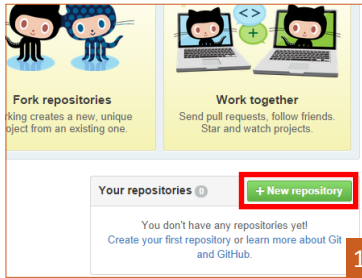 Fork repositories
king creates a new, unique
oject from an existing one.
Work together
Send pull requests, follow friends.
Star and watch projects.
Your repositories 0
+ New repository
You don't have any repositories yet!
Create your first repository or learn more about Git
and GitHub.
1